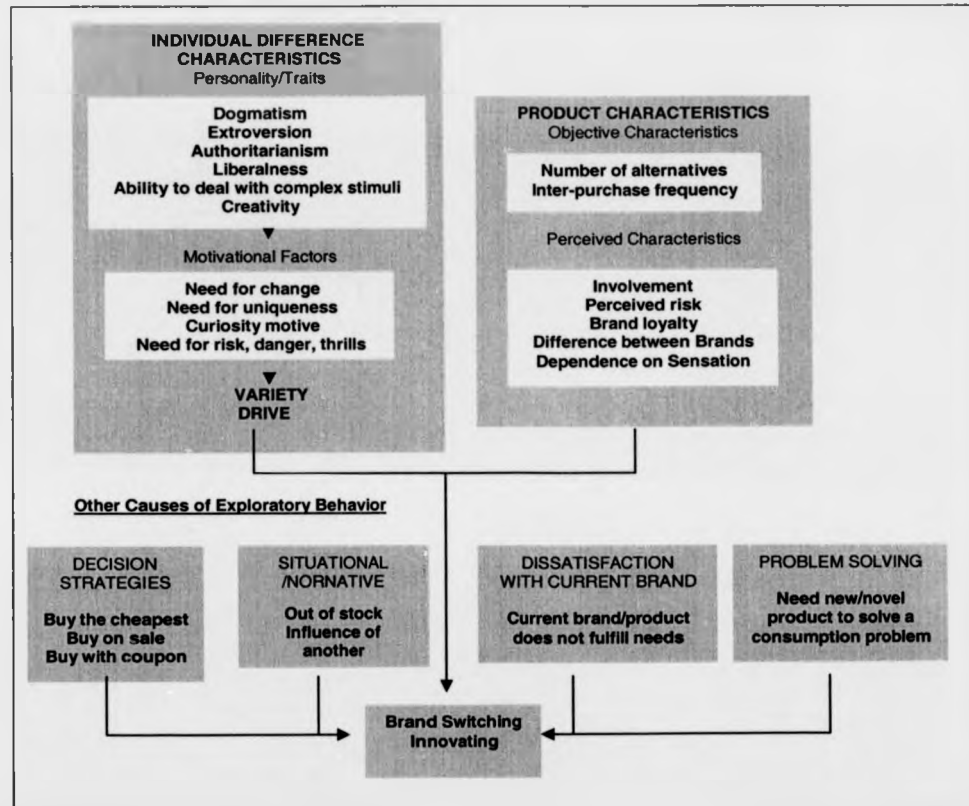 INDIVIDUAL DIFFERENCE
CHARACTERISTICS
Personality/Traits
Dogmatism
Extroversion
Authoritarianism
Liberalness
Ability to deal with complex stimuli
Creativity
Motivational Factors
Need for change
Need for uniqueness
Curiosity motive
Need for risk, danger, thrills
VARIETY
DRIVE
PRODUCT CHARACTERISTICS
Objective Characteristics
Number of alternatives
Inter-purchase frequency
Perceived Characteristics
Involvement
Perceived risk
Brand loyalty
Difference between Brands
Dependence on Sensation
Other Causes of Exploratory Behavior
DECISION
STRATEGIES
Buy the cheapest
Buy on sale
Buy with coupon
SITUATIONAL
/NORNATIVE
Out of stock
Influence of
another
DISSATISFACTION
WITH CURRENT BRAND
Current brand/product
does not fulfill needs
PROBLEM SOLVING
Need new/novel
product to solve a
consumption problem
Brand Switching
Innovating